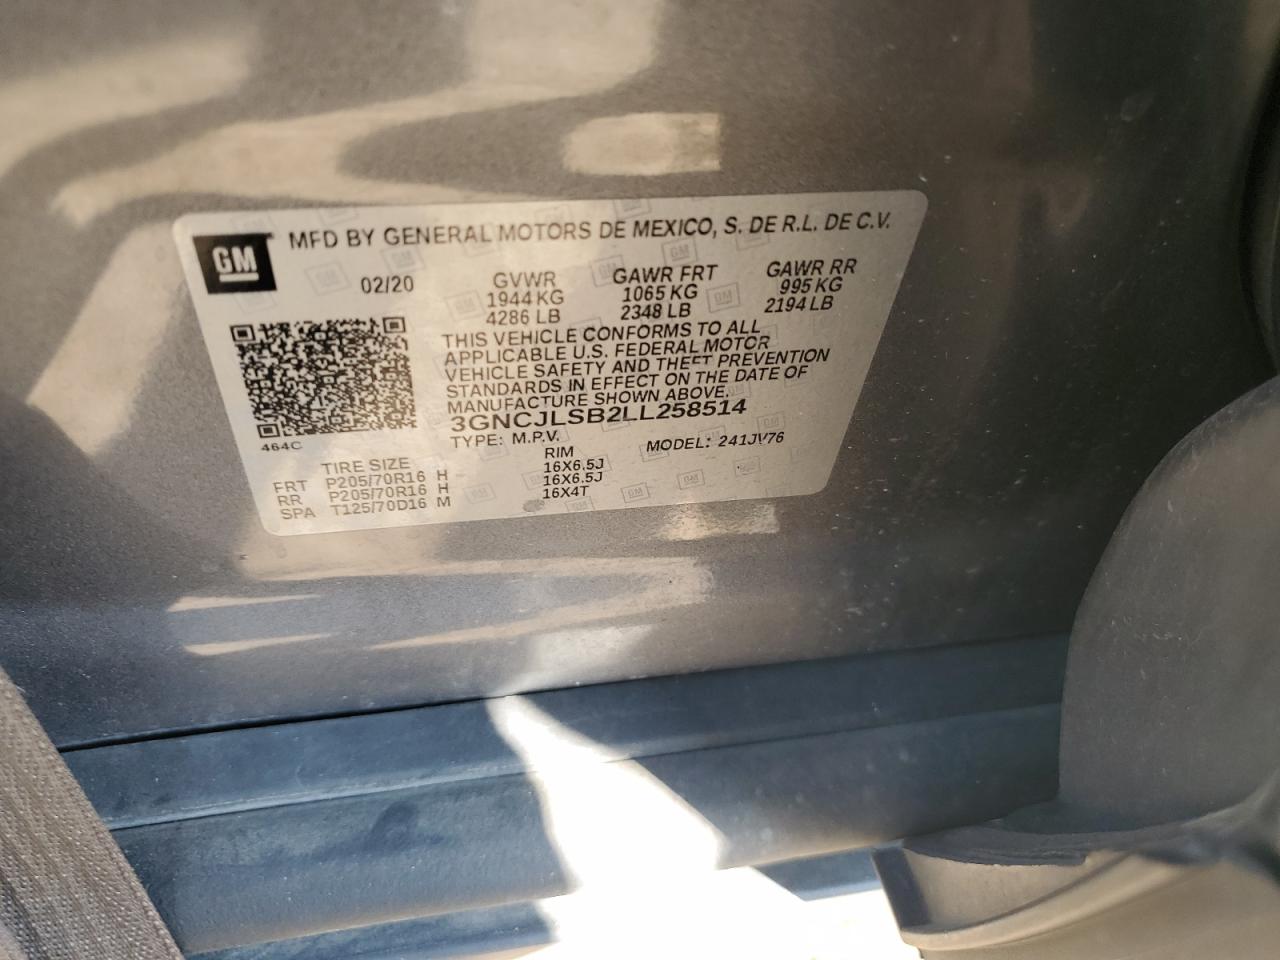 GM
MFD BY GENERAL MOTORS DE MEXICO, S. DE R.L. DE C.V.
02/20 GVWR GAWR FRT GAWR RR
1944 KG 1065 KG 995 KG
4286 LB 2348 LB 2194 LB
THIS VEHICLE CONFORMS TO ALL
APPLICABLE U.S. FEDERAL MOTOR
VEHICLE SAFETY AND THEFT PREVENTION
STANDARDS IN EFFECT ON THE DATE OF
MANUFACTURE SHOWN ABOVE.
3GNCJLSB2LL258514
464C
TYPE: M.P.V. MODEL: 241JV76
TIRE SIZE RIM
FRT P205/70R16 H 16X6.5J
RR P205/70R16 H 16X6.5J
SPA T125/70D16 M 16X4T